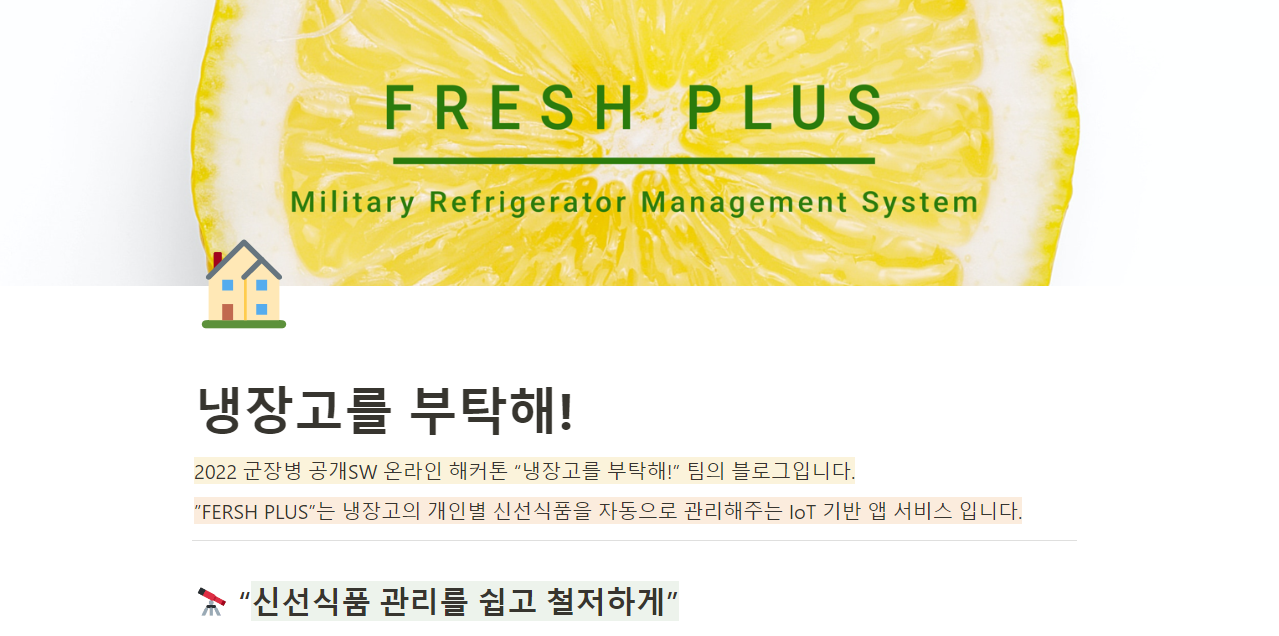 FRESH PLUS
Military Refrigerator Management System
냉장고를 부탁해!
2022 군장병 공개SW 온라인 해커톤 “냉장고를 부탁해!” 팀의 블로그입니다.
”FERSH PLUS”는 냉장고의 개인별 신선식품을 자동으로 관리해주는 IoT 기반 앱 서비스 입니다.
“신선식품 관리를 쉽고 철저하게”